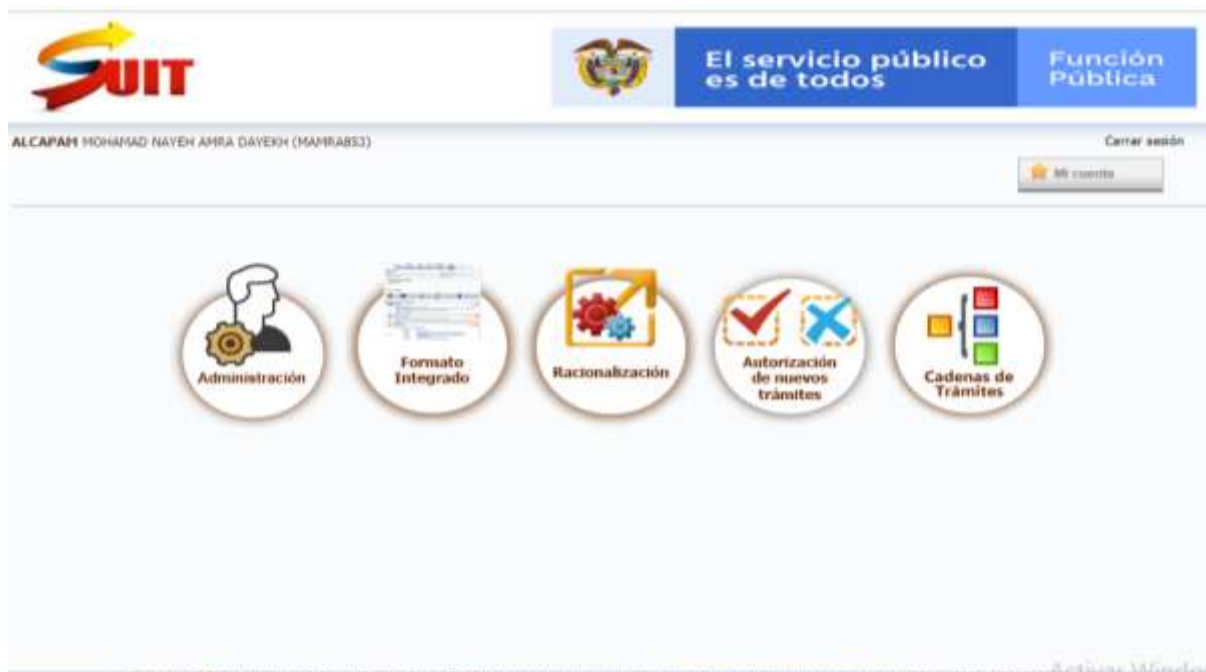 SUIT
El servicio público
es de todos
Función
Pública
ALCAPAM MOHAMAD NAYEH AMRA DAYEKH (MAMRAB53)
Cerrar sesión
Mi cuenta
Administración
Formato
Integrado
Racionalización
Autorización
de nuevos
trámites
Cadenas de
Trámites